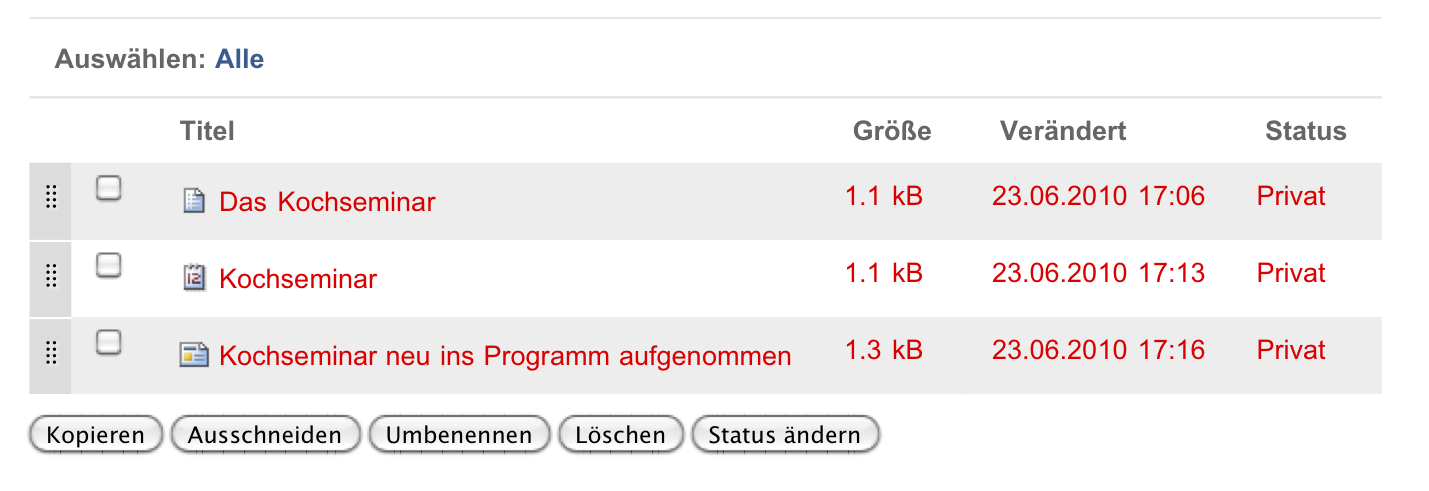 Auswählen: Alle
Titel Größe Verändert Status
Das Kochseminar 1.1 kB 23.06.2010 17:06 Privat
12 Kochseminar 1.1 kB 23.06.2010 17:13 Privat
Kochseminar neu ins Programm aufgenommen 1.3 kB 23.06.2010 17:16 Privat
Kopieren Ausschneiden Umbenennen Löschen Status ändern